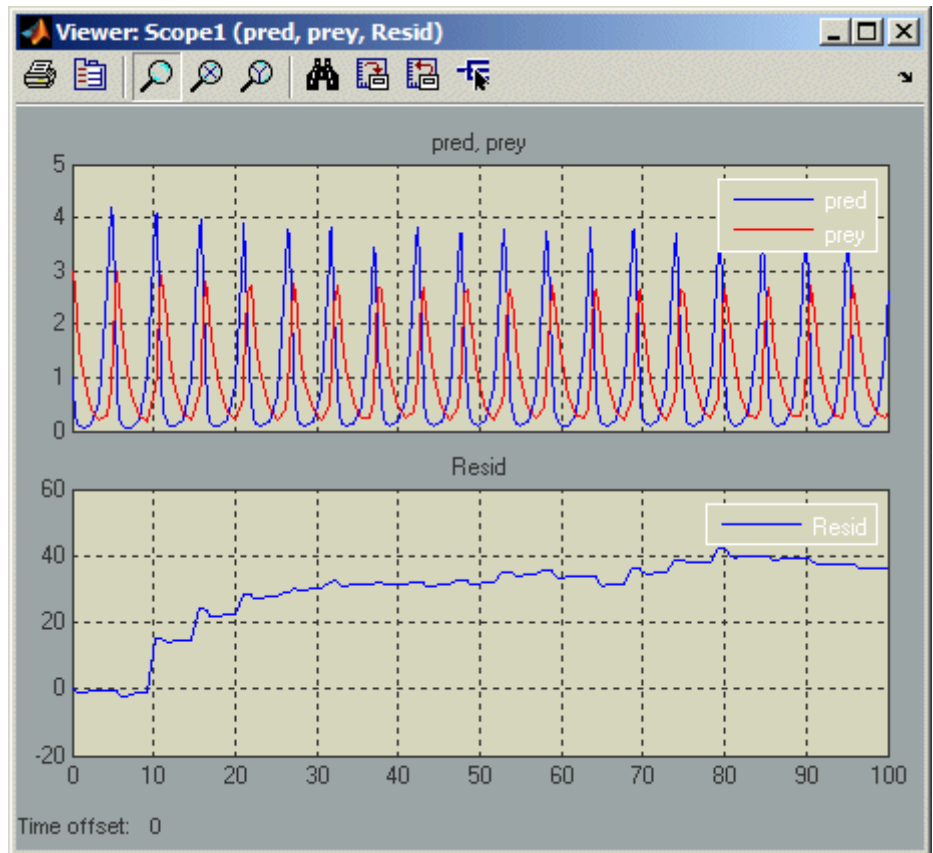 Viewer: Scope1 (pred, prey, Resid)
pred, prey
5
4
3
2
1
0
pred
prey
Resid
60
40
20
0
-20
Resid
0 10 20 30 40 50 60 70 80 90 100
Time offset: 0